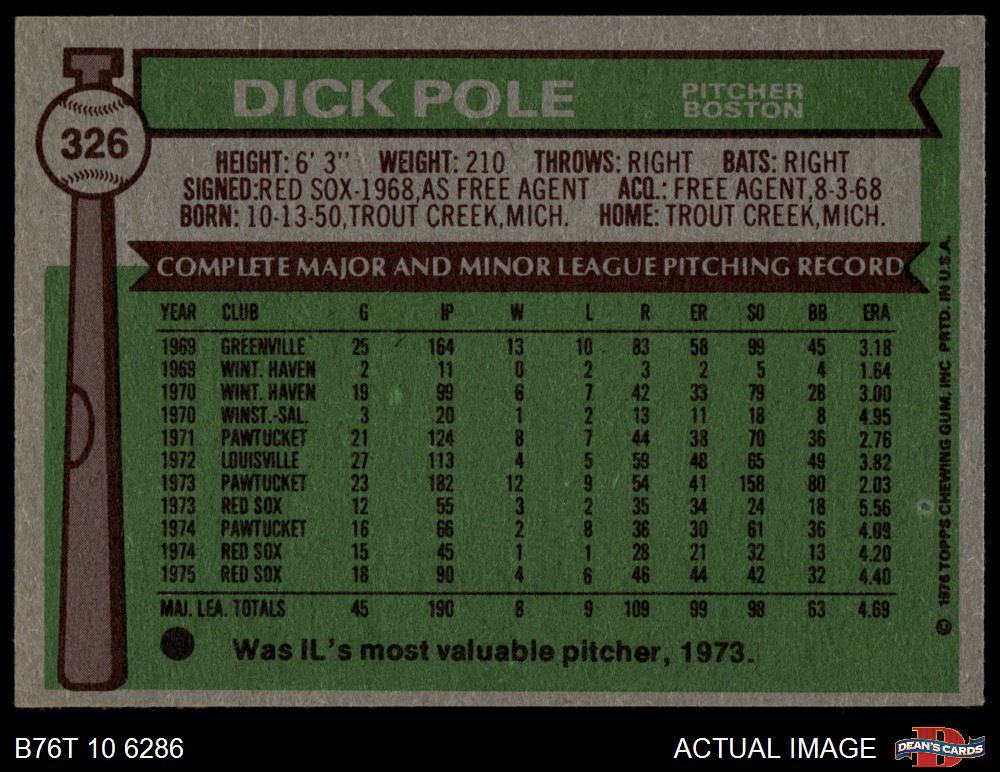 DICK POLE
PITCHER
BOSTON
326
HEIGHT: 6' 3" WEIGHT: 210 THROWS: RIGHT BATS: RIGHT
SIGNED:RED SOX-1968,AS FREE AGENT ACQ.: FREE AGENT,8-3-68
BORN: 10-13-50,TROUT CREEK,MICH. HOME: TROUT CREEK,MICH.
COMPLETE MAJOR AND MINOR LEAGUE PITCHING RECORD
YEAR CLUB G IP W L R ER SO BB ERA
1969 GREENVILLE 25 164 13 10 83 58 99 45 3.18
1969 WINT. HAVEN 2 11 0 2 3 2 5 4 1.64
1970 WINT. HAVEN 19 99 6 7 42 33 79 28 3.00
1970 WINST.-SAL. 3 20 1 2 13 11 18 8 4.95
1971 PAWTUCKET 21 124 8 7 44 38 70 36 2.76
1972 LOUISVILLE 27 113 4 5 59 48 65 49 3.82
1973 PAWTUCKET 23 182 12 9 54 41 158 80 2.03
1973 RED SOX 12 55 3 2 35 34 24 18 5.56
1974 PAWTUCKET 16 66 2 8 36 30 61 36 4.09
1974 RED SOX 15 45 1 1 28 21 32 13 4.20
1975 RED SOX 18 90 4 6 46 44 42 32 4.40
MAJ. LEA. TOTALS 45 190 8 9 109 99 98 63 4.69
Was IL's most valuable pitcher, 1973.
© 1976 TOPPS CHEWING GUM, INC PRTD. IN U.S.A.
B76T 10 6286
ACTUAL IMAGE
DEAN'S CARDS